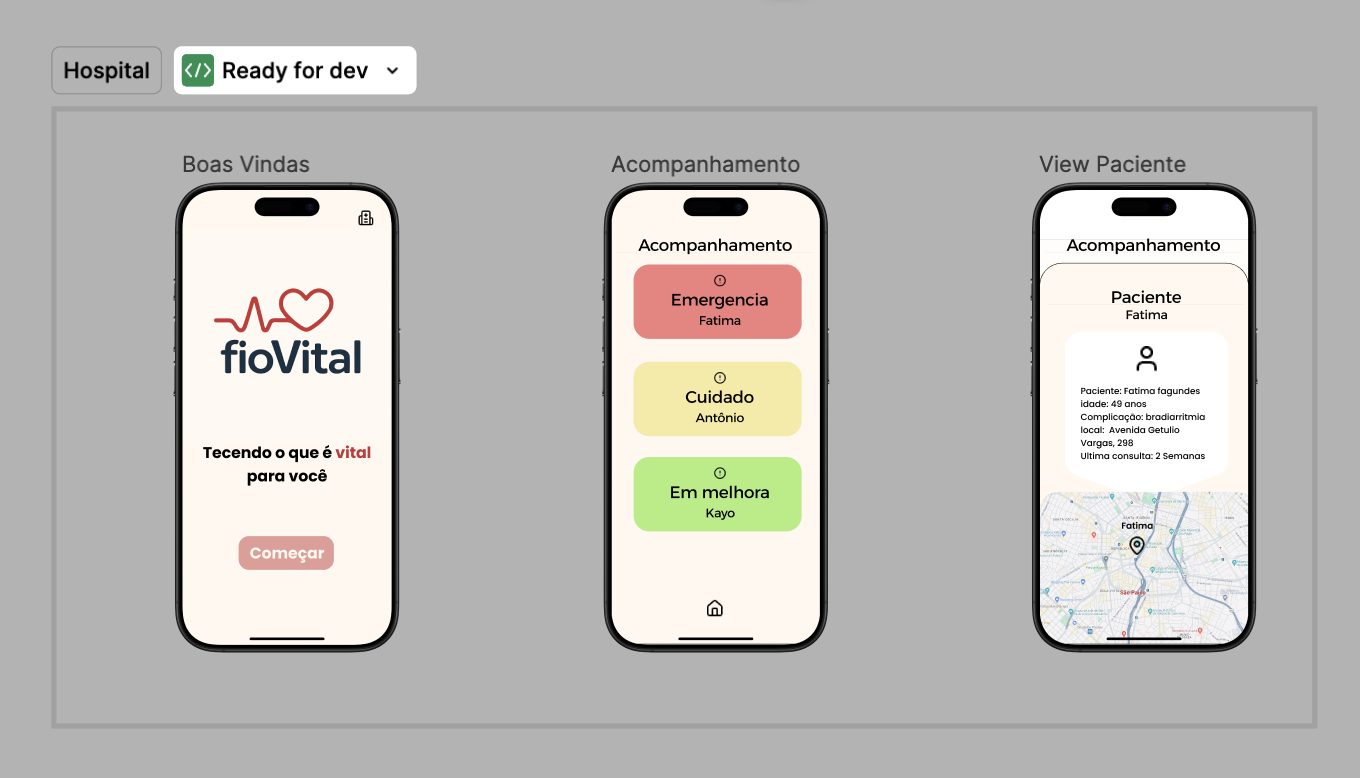 Hospital
Ready for dev
Boas Vindas
fioVital
Tecendo o que é vital
para você
Começar
Acompanhamento
Acompanhamento
Emergencia
Fatima
Cuidado
Antônio
Em melhora
Kayo
View Paciente
Acompanhamento
Paciente
Fatima
Paciente: Fatima fagundes
idade: 49 anos
Complicação: bradiarritmia
local: Avenida Getulio
Vargas, 298
Ultima consulta: 2 Semanas
Fatima
São Paulo